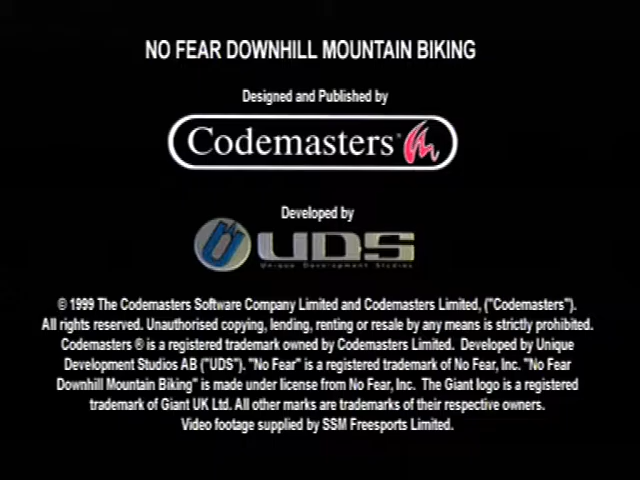 NO FEAR DOWNHILL MOUNTAIN BIKING
Designed and Published by
Codemasters®
Developed by
UDS
Unique Development Studios
© 1999 The Codemasters Software Company Limited and Codemasters Limited, ("Codemasters").
All rights reserved. Unauthorised copying, lending, renting or resale by any means is strictly prohibited.
Codemasters ® is a registered trademark owned by Codemasters Limited. Developed by Unique
Development Studios AB ("UDS"). "No Fear" is a registered trademark of No Fear, Inc. "No Fear
Downhill Mountain Biking" is made under license from No Fear, Inc. The Giant logo is a registered
trademark of Giant UK Ltd. All other marks are trademarks of their respective owners.
Video footage supplied by SSM Freesports Limited.